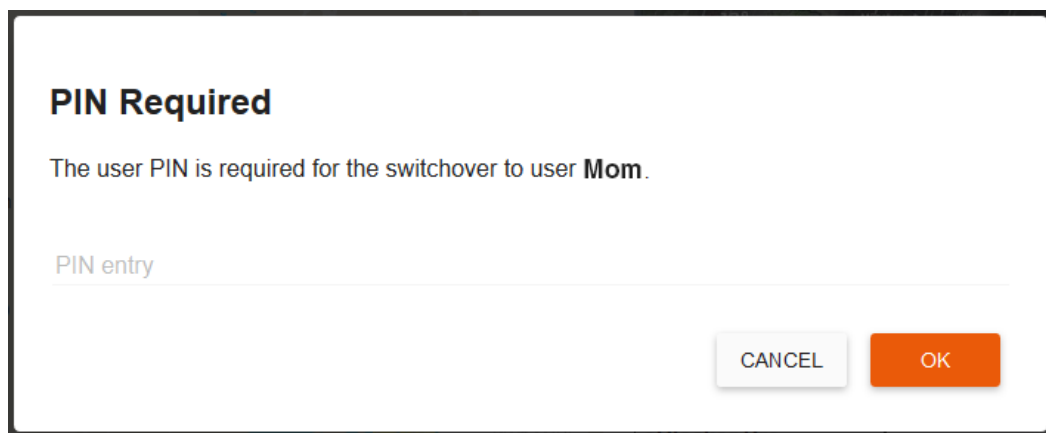 PIN Required
The user PIN is required for the switchover to user Mom.
PIN entry
CANCEL OK